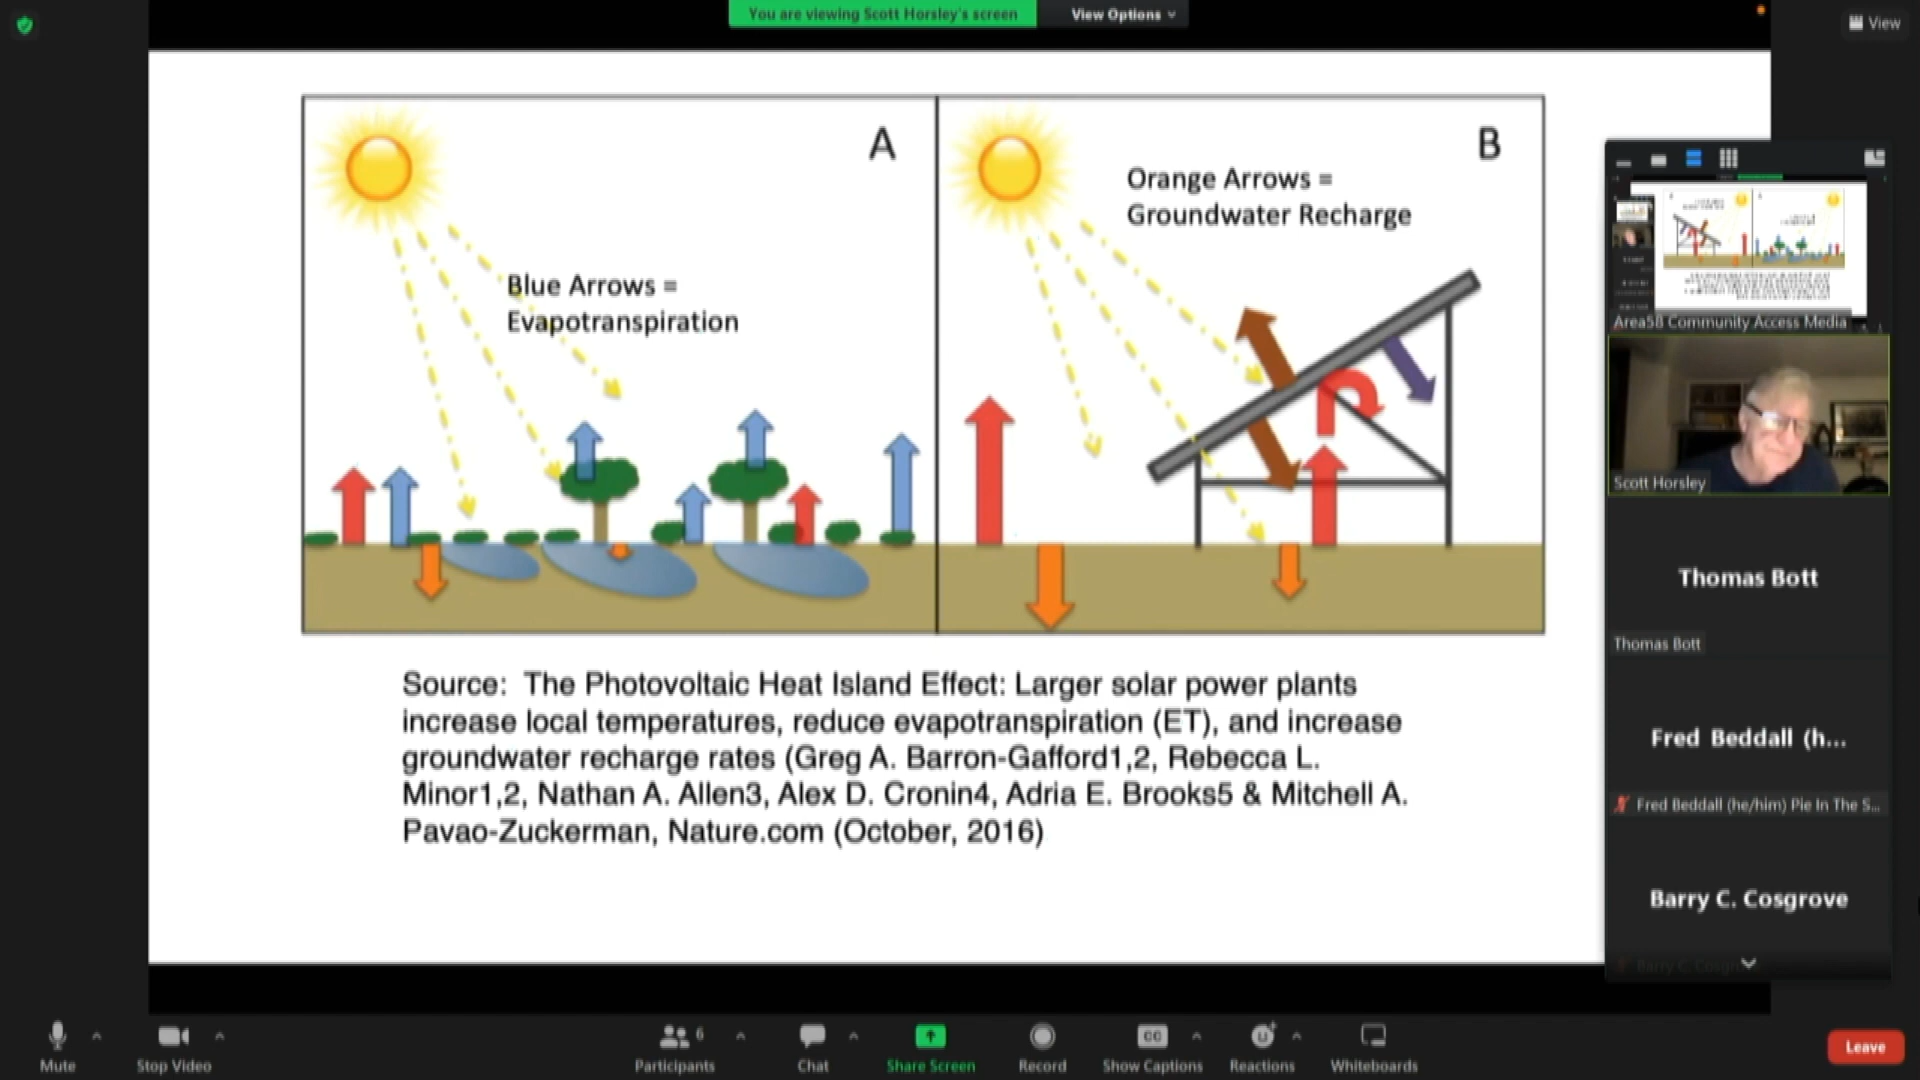 You are viewing Scott Horsley's screen
View Options
View
A
B
Orange Arrows =
Groundwater Recharge
Blue Arrows =
Evapotranspiration
Source: The Photovoltaic Heat Island Effect: Larger solar power plants
increase local temperatures, reduce evapotranspiration (ET), and increase
groundwater recharge rates (Greg A. Barron-Gafford1,2, Rebecca L.
Minor1,2, Nathan A. Allen3, Alex D. Cronin4, Adria E. Brooks5 & Mitchell A.
Pavao-Zuckerman, Nature.com (October, 2016)
Area58 Community Access Media
Scott Horsley
Thomas Bott
Thomas Bott
Fred Beddall (h...
Fred Beddall (he/him) Pie In The S...
Barry C. Cosgrove
Mute
Stop Video
6
Participants
Chat
Share Screen
Record
CC
Show Captions
Reactions
Whiteboards
Leave